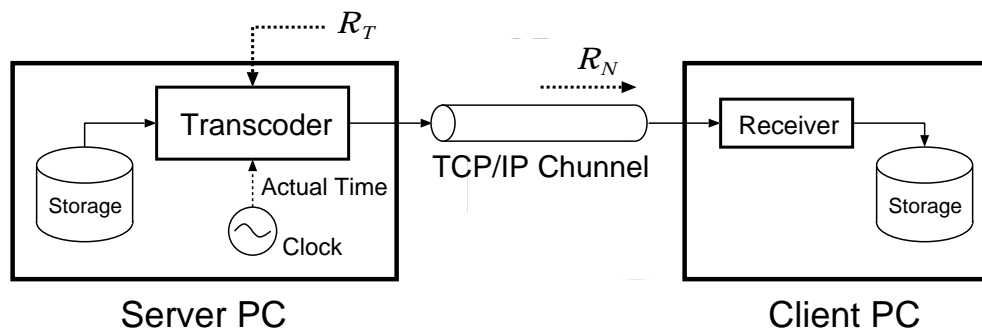 R_T
R_N
Transcoder
Receiver
TCP/IP Chunnel
Actual Time
Storage
Storage
Clock
Server PC
Client PC